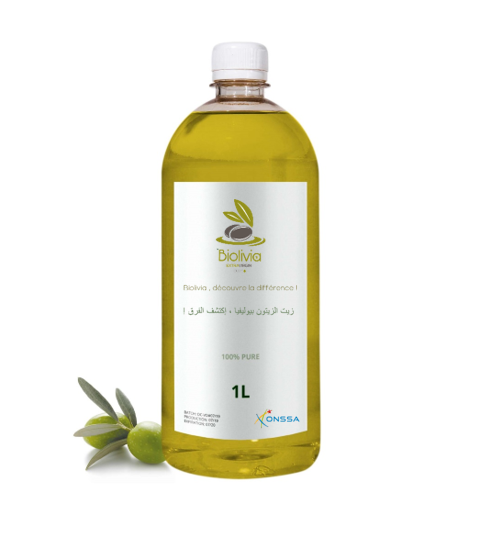 Biolivia
Biolivia , découvre la différence !
زيت الزيتون بيوليفيا ، إكتشف الفرق !
100% PURE
1L
ONSSA